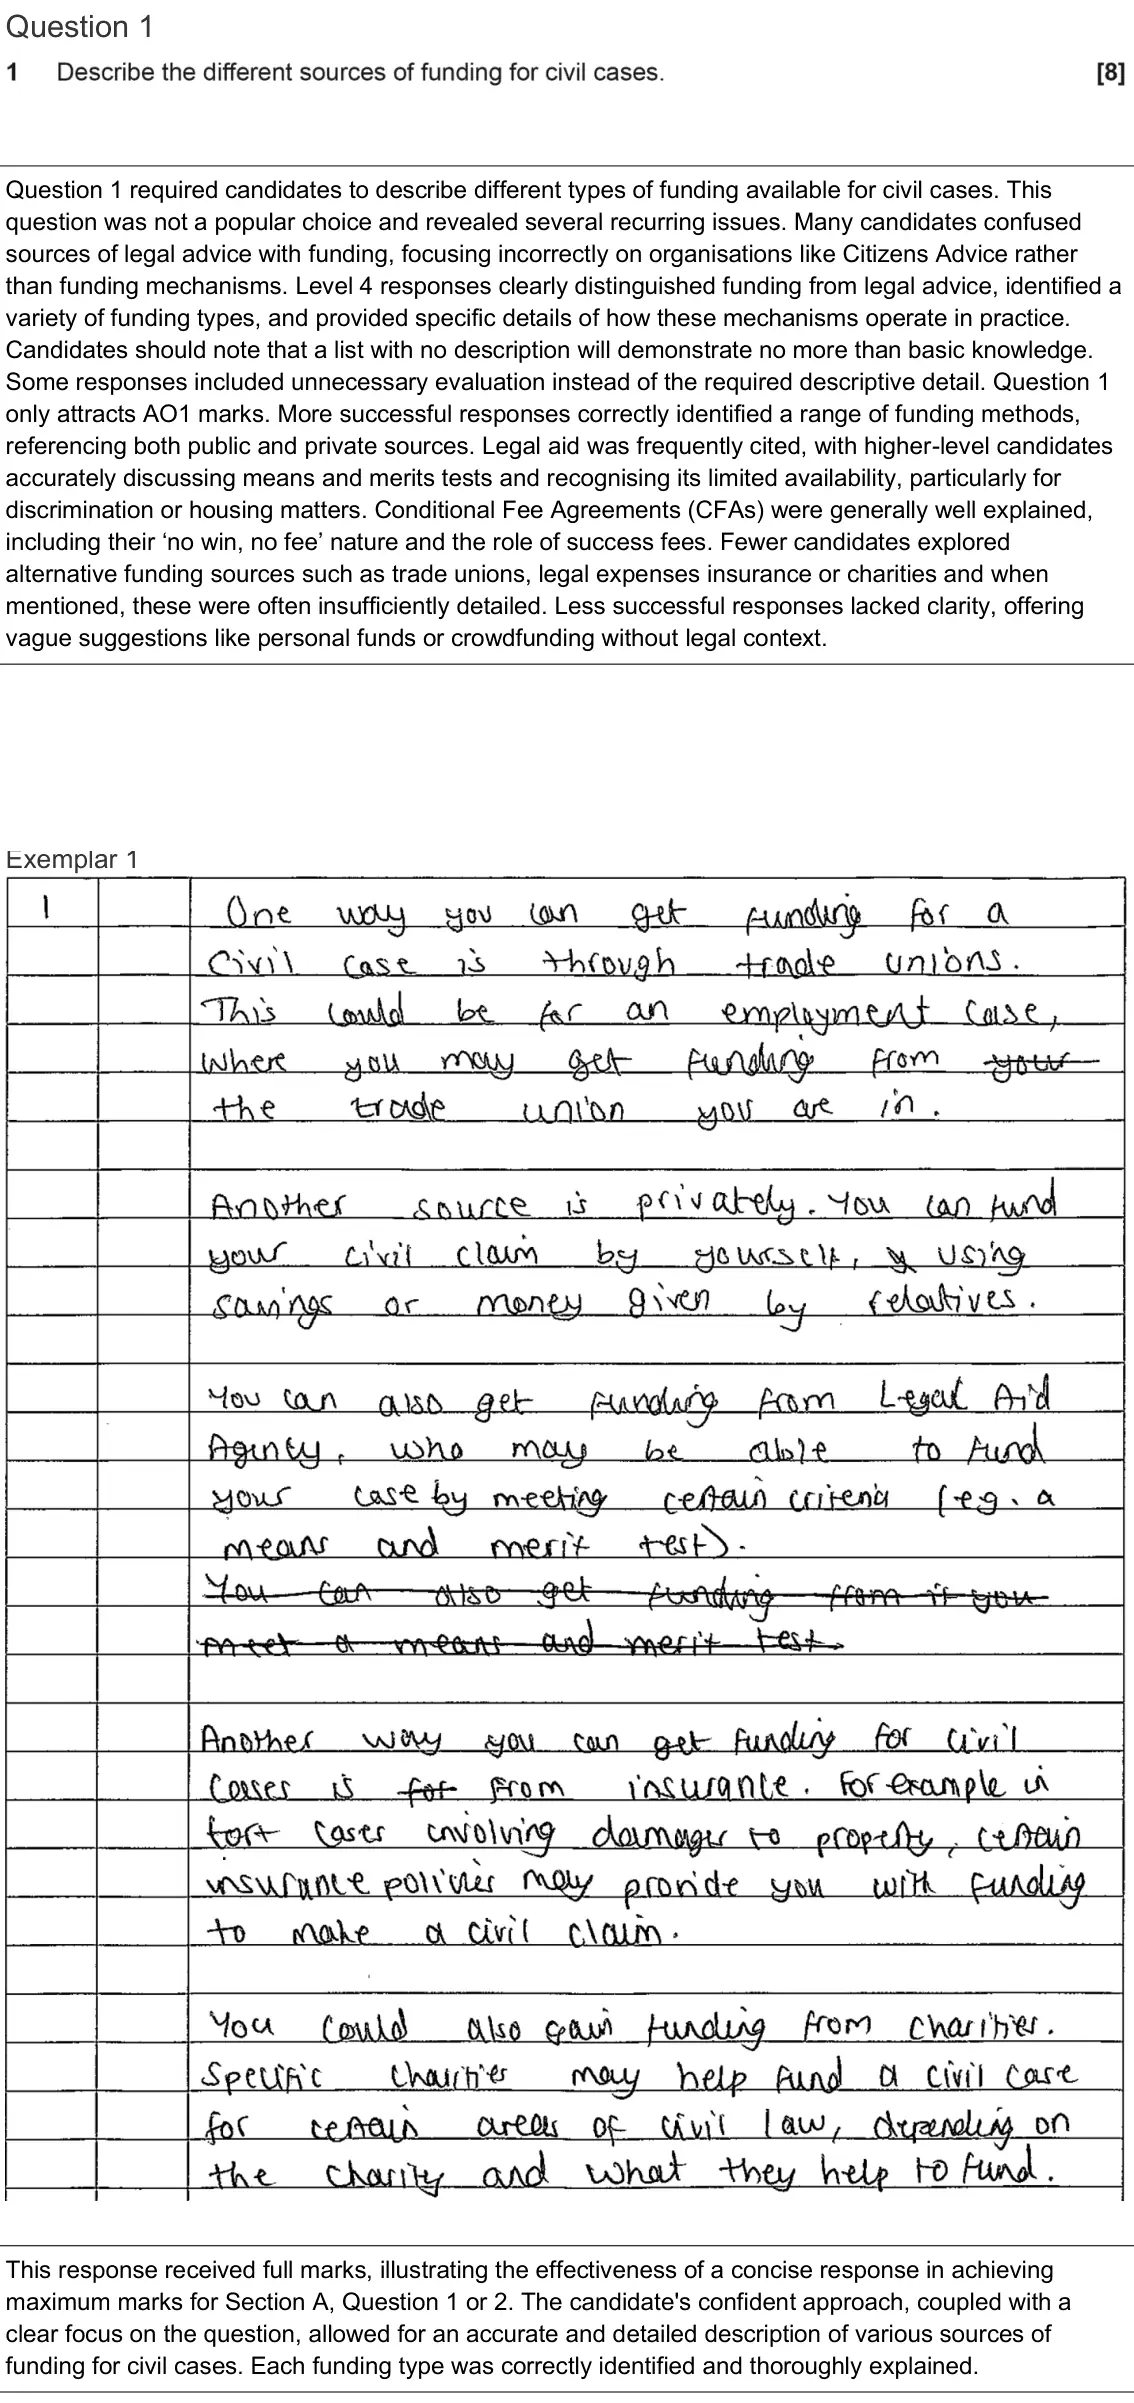 Question 1
1 Describe the different sources of funding for civil cases. [8]
Question 1 required candidates to describe different types of funding available for civil cases. This
question was not a popular choice and revealed several recurring issues. Many candidates confused
sources of legal advice with funding, focusing incorrectly on organisations like Citizens Advice rather
than funding mechanisms. Level 4 responses clearly distinguished funding from legal advice, identified a
variety of funding types, and provided specific details of how these mechanisms operate in practice.
Candidates should note that a list with no description will demonstrate no more than basic knowledge.
Some responses included unnecessary evaluation instead of the required descriptive detail. Question 1
only attracts AO1 marks. More successful responses correctly identified a range of funding methods,
referencing both public and private sources. Legal aid was frequently cited, with higher-level candidates
accurately discussing means and merits tests and recognising its limited availability, particularly for
discrimination or housing matters. Conditional Fee Agreements (CFAs) were generally well explained,
including their ‘no win, no fee’ nature and the role of success fees. Fewer candidates explored
alternative funding sources such as trade unions, legal expenses insurance or charities and when
mentioned, these were often insufficiently detailed. Less successful responses lacked clarity, offering
vague suggestions like personal funds or crowdfunding without legal context.
Exemplar 1
1 One way you can get funding for a
civil case is through trade unions.
This could be for an employment case,
where you may get funding from your
the trade union you are in.
Another source is privately. You can fund
your civil claim by yourself, y using
savings or money given by relatives.
You can also get funding from Legal Aid
Agency, who may be able to fund
your case by meeting certain criteria (eg. a
means and merit test).
You can also get funding from if you
meet a means and merit test.
Another way you can get funding for civil
cases is for from insurance. For example in
tort cases involving damages to property, certain
insurance policies may provide you with funding
to make a civil claim.
You could also gain funding from charities.
Specific charities may help fund a civil case
for certain areas of civil law, depending on
the charity and what they help to fund.
This response received full marks, illustrating the effectiveness of a concise response in achieving
maximum marks for Section A, Question 1 or 2. The candidate's confident approach, coupled with a
clear focus on the question, allowed for an accurate and detailed description of various sources of
funding for civil cases. Each funding type was correctly identified and thoroughly explained.